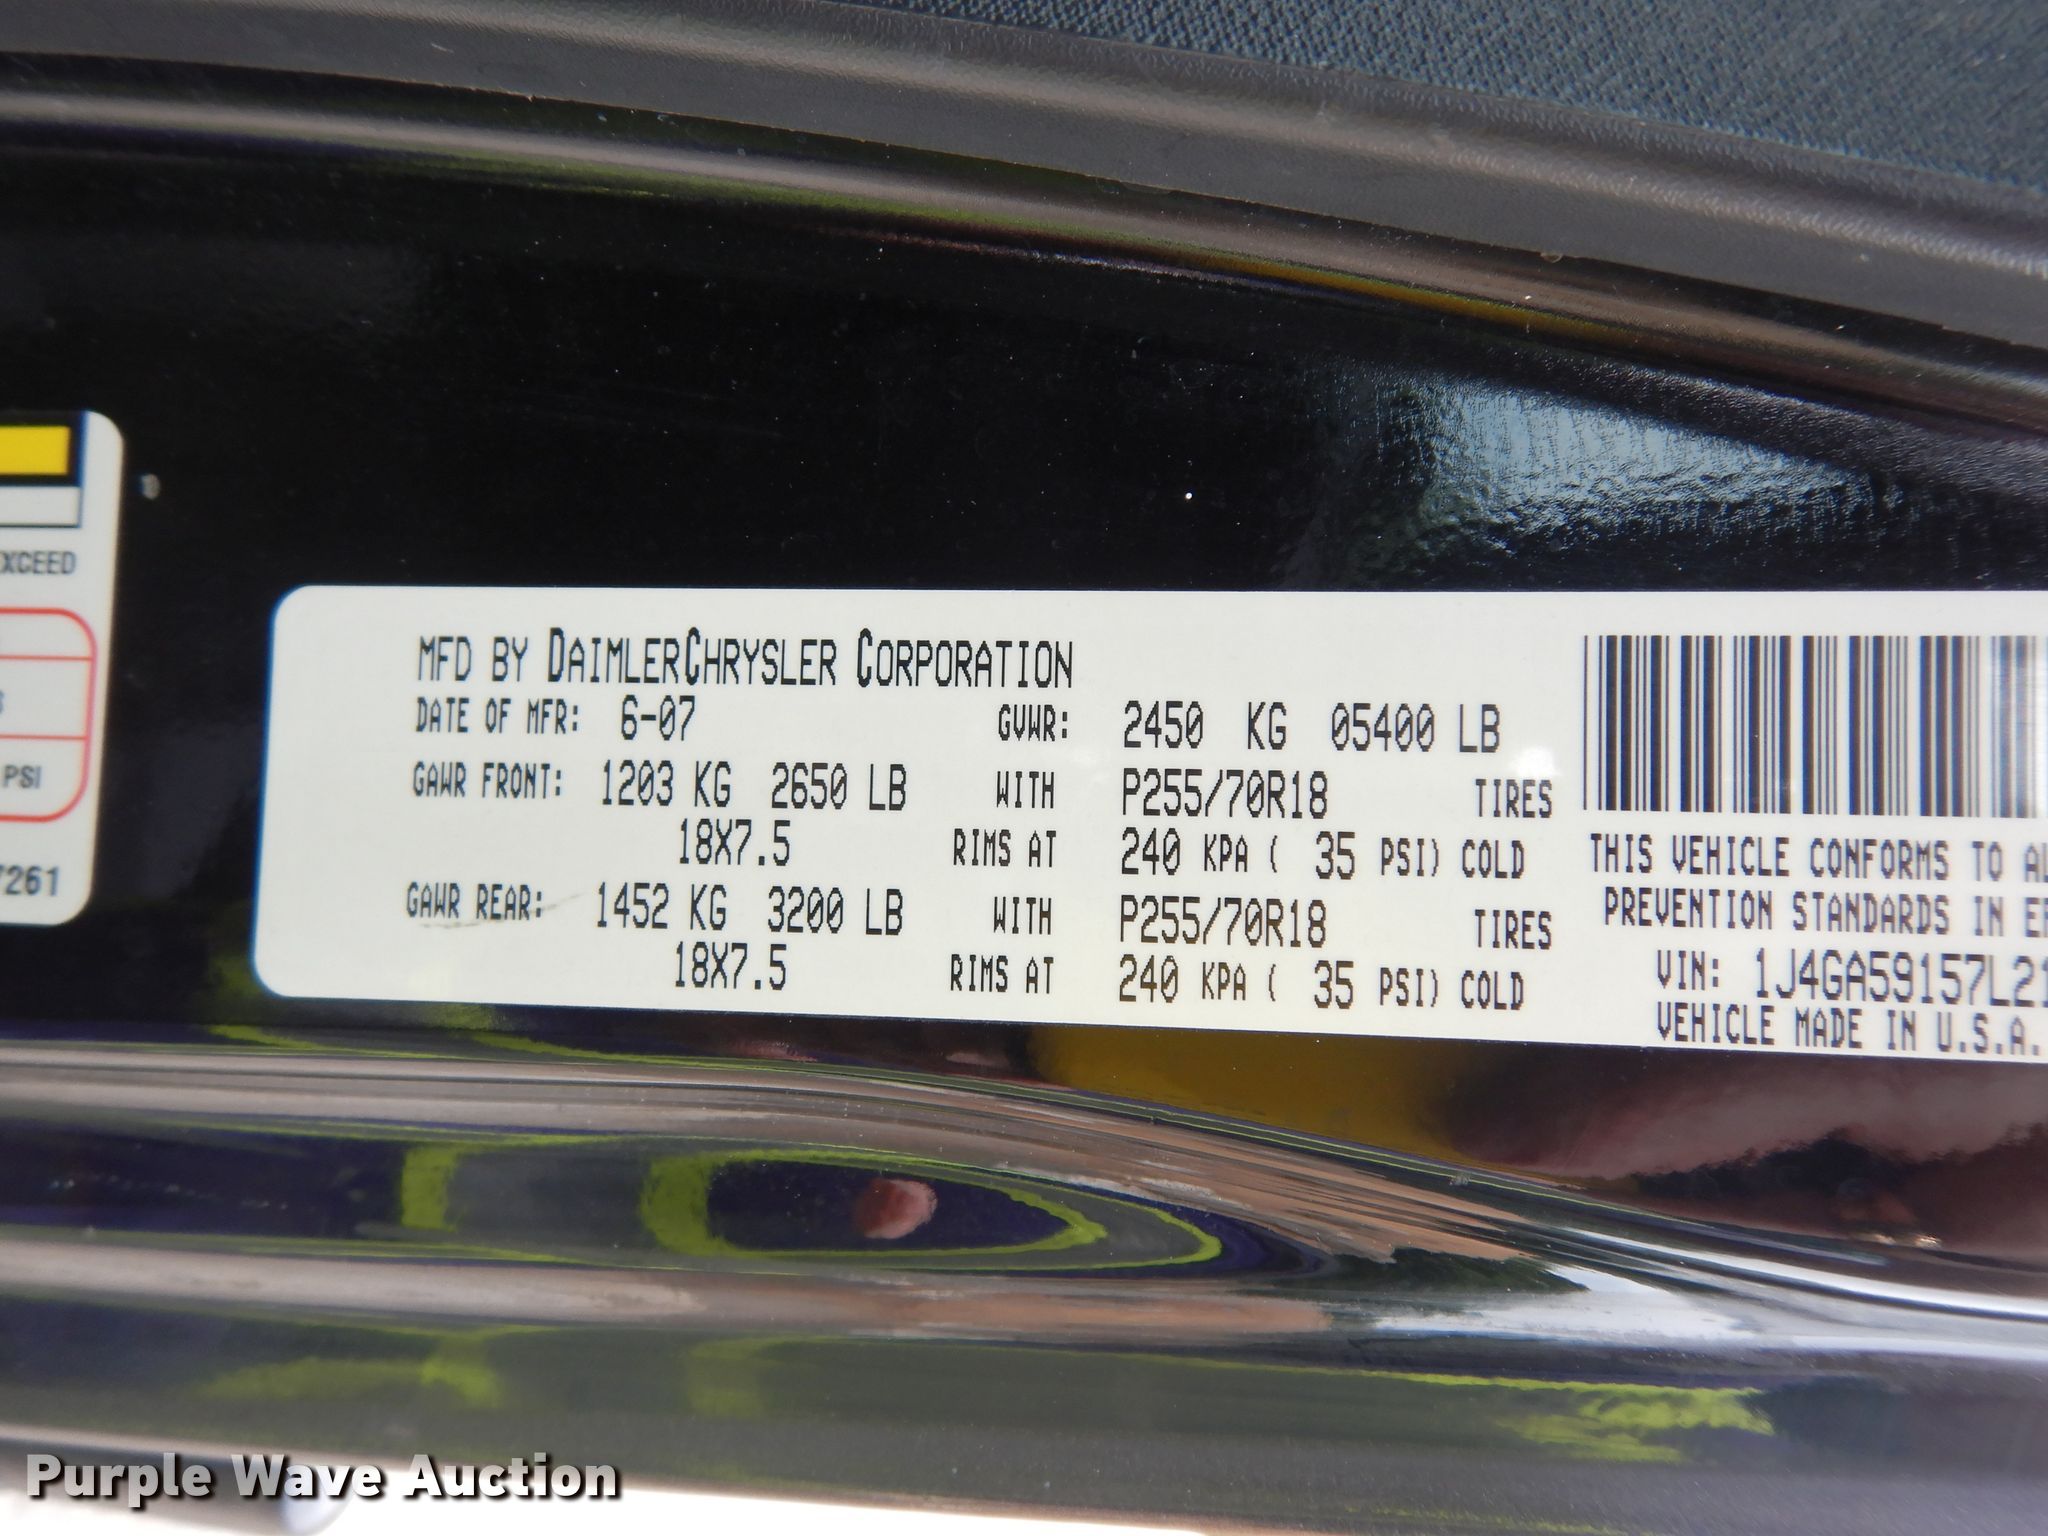 XCEED
PSI
7261
MFD BY DAIMLERCHRYSLER CORPORATION
DATE OF MFR: 6-07 GVWR: 2450 KG 05400 LB
GAWR FRONT: 1203 KG 2650 LB WITH P255/70R18 TIRES
18X7.5 RIMS AT 240 KPA ( 35 PSI) COLD
GAWR REAR: 1452 KG 3200 LB WITH P255/70R18 TIRES
18X7.5 RIMS AT 240 KPA ( 35 PSI) COLD
THIS VEHICLE CONFORMS TO
PREVENTION STANDARDS IN
VIN: 1J4GA59157L21
VEHICLE MADE IN U.S.A.
Purple Wave Auction